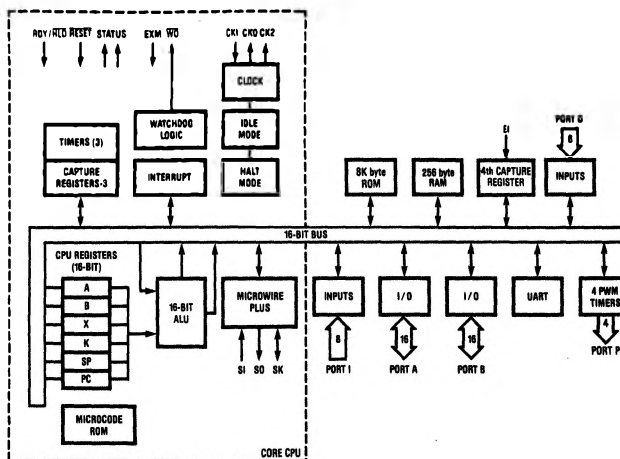 RDY/HLD RESET STATUS EXM WO CKI CKO CK2
CLOCK
WATCHDOG LOGIC
IDLE MODE
TIMERS (3)
CAPTURE REGISTERS-3
INTERRUPT
HALT MODE
8K byte ROM
256 byte RAM
EI
4th CAPTURE REGISTER
PORT D
8
INPUTS
16-BIT BUS
CPU REGISTERS (16-BIT)
A
B
X
K
SP
PC
16-BIT ALU
MICROWIRE PLUS
SI SO SK
MICROCODE ROM
CORE CPU
INPUTS
8
PORT I
I/O
16
PORT A
I/O
16
PORT B
UART
4 PWM TIMERS
4
PORT P